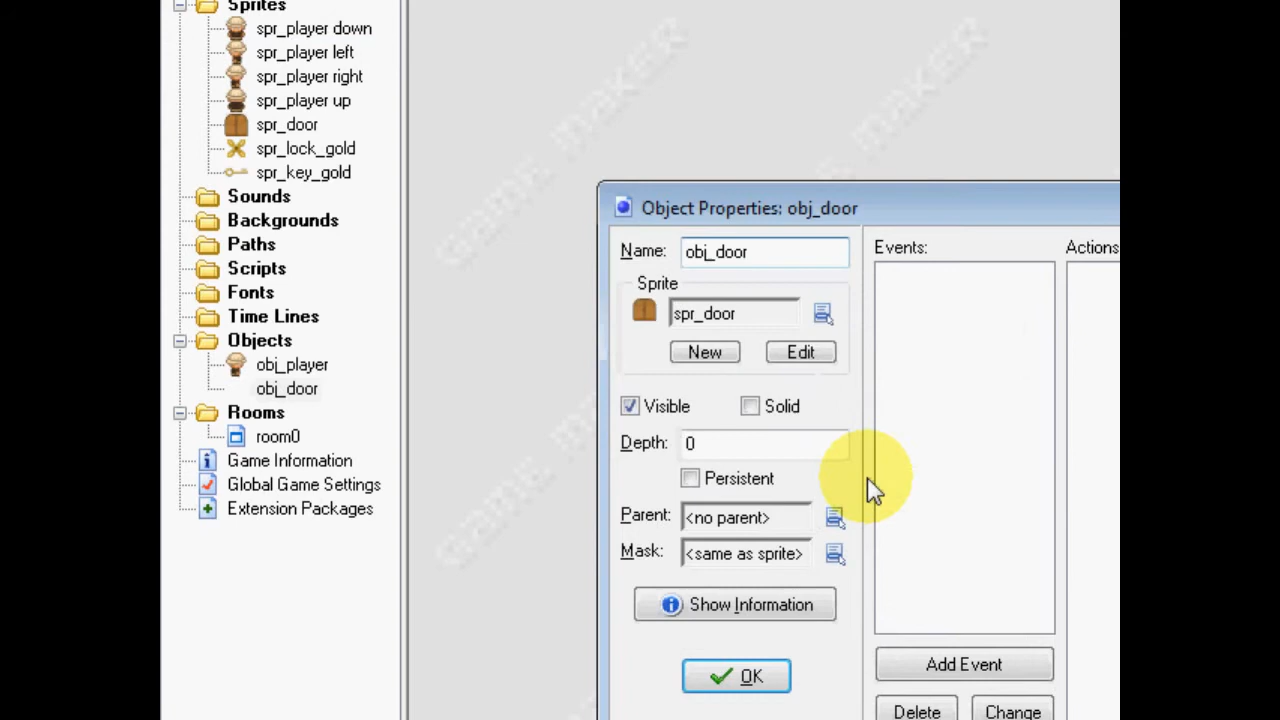 Sprites
spr_player down
spr_player left
spr_player right
spr_player up
spr_door
spr_lock_gold
spr_key_gold
Sounds
Backgrounds
Paths
Scripts
Fonts
Time Lines
Objects
obj_player
obj_door
Rooms
room0
Game Information
Global Game Settings
Extension Packages
Object Properties: obj_door
Name: obj_door
Sprite
spr_door
New Edit
Visible Solid
Depth: 0
Persistent
Parent: <no parent>
Mask: <same as sprite>
Show Information
OK
Events:
Add Event
Delete Change
Actions